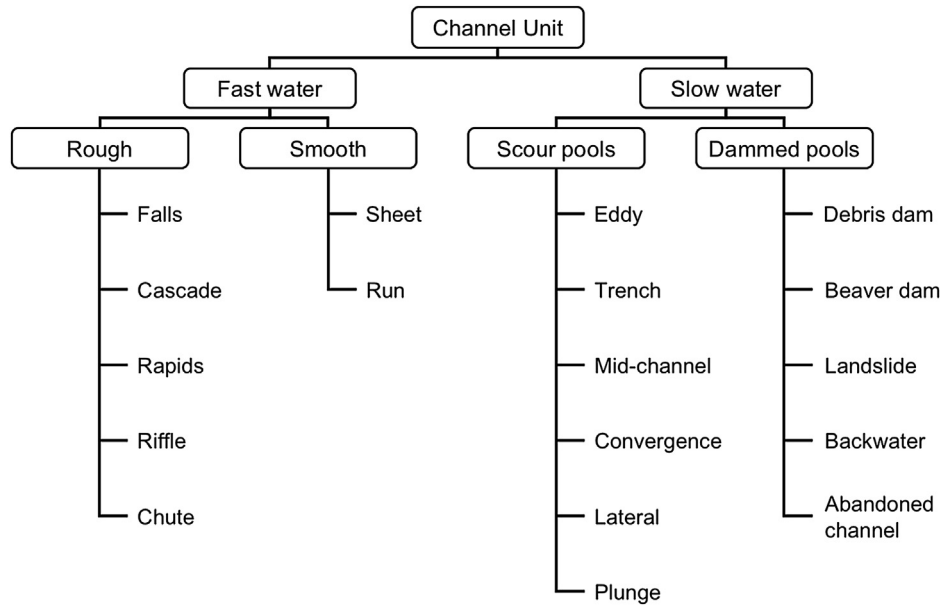 Channel Unit
Fast water
Slow water
Rough
Smooth
Scour pools
Dammed pools
Falls
Cascade
Rapids
Riffle
Chute
Sheet
Run
Eddy
Trench
Mid-channel
Convergence
Lateral
Plunge
Debris dam
Beaver dam
Landslide
Backwater
Abandoned
channel